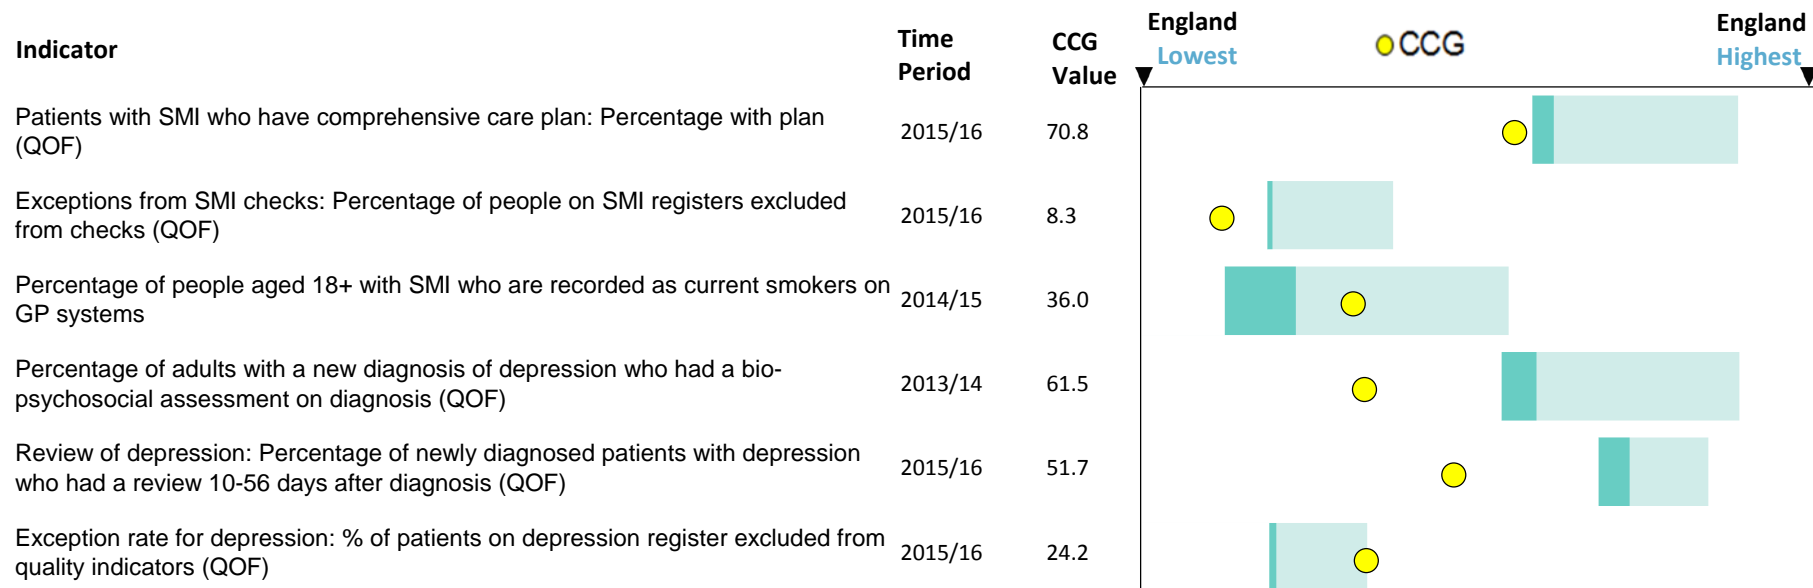 Indicator
Time
Period
CCG
Value
England
Lowest
CCG
England
Highest
Patients with SMI who have comprehensive care plan: Percentage with plan
(QOF)
2015/16
70.8
Exceptions from SMI checks: Percentage of people on SMI registers excluded
from checks (QOF)
2015/16
8.3
Percentage of people aged 18+ with SMI who are recorded as current smokers on
GP systems
2014/15
36.0
Percentage of adults with a new diagnosis of depression who had a bio-
psychosocial assessment on diagnosis (QOF)
2013/14
61.5
Review of depression: Percentage of newly diagnosed patients with depression
who had a review 10-56 days after diagnosis (QOF)
2015/16
51.7
Exception rate for depression: % of patients on depression register excluded from
quality indicators (QOF)
2015/16
24.2